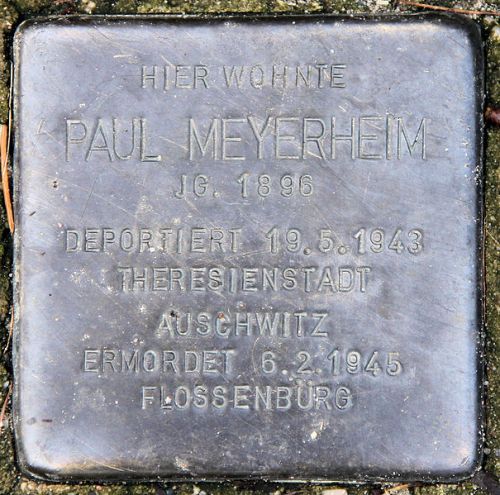 HIER WOHNTE
PAUL MEYERHEIM
JG. 1896
DEPORTIERT 19.5.1943
THERESIENSTADT
AUSCHWITZ
ERMORDET 6.2.1945
FLOSSENBÜRG